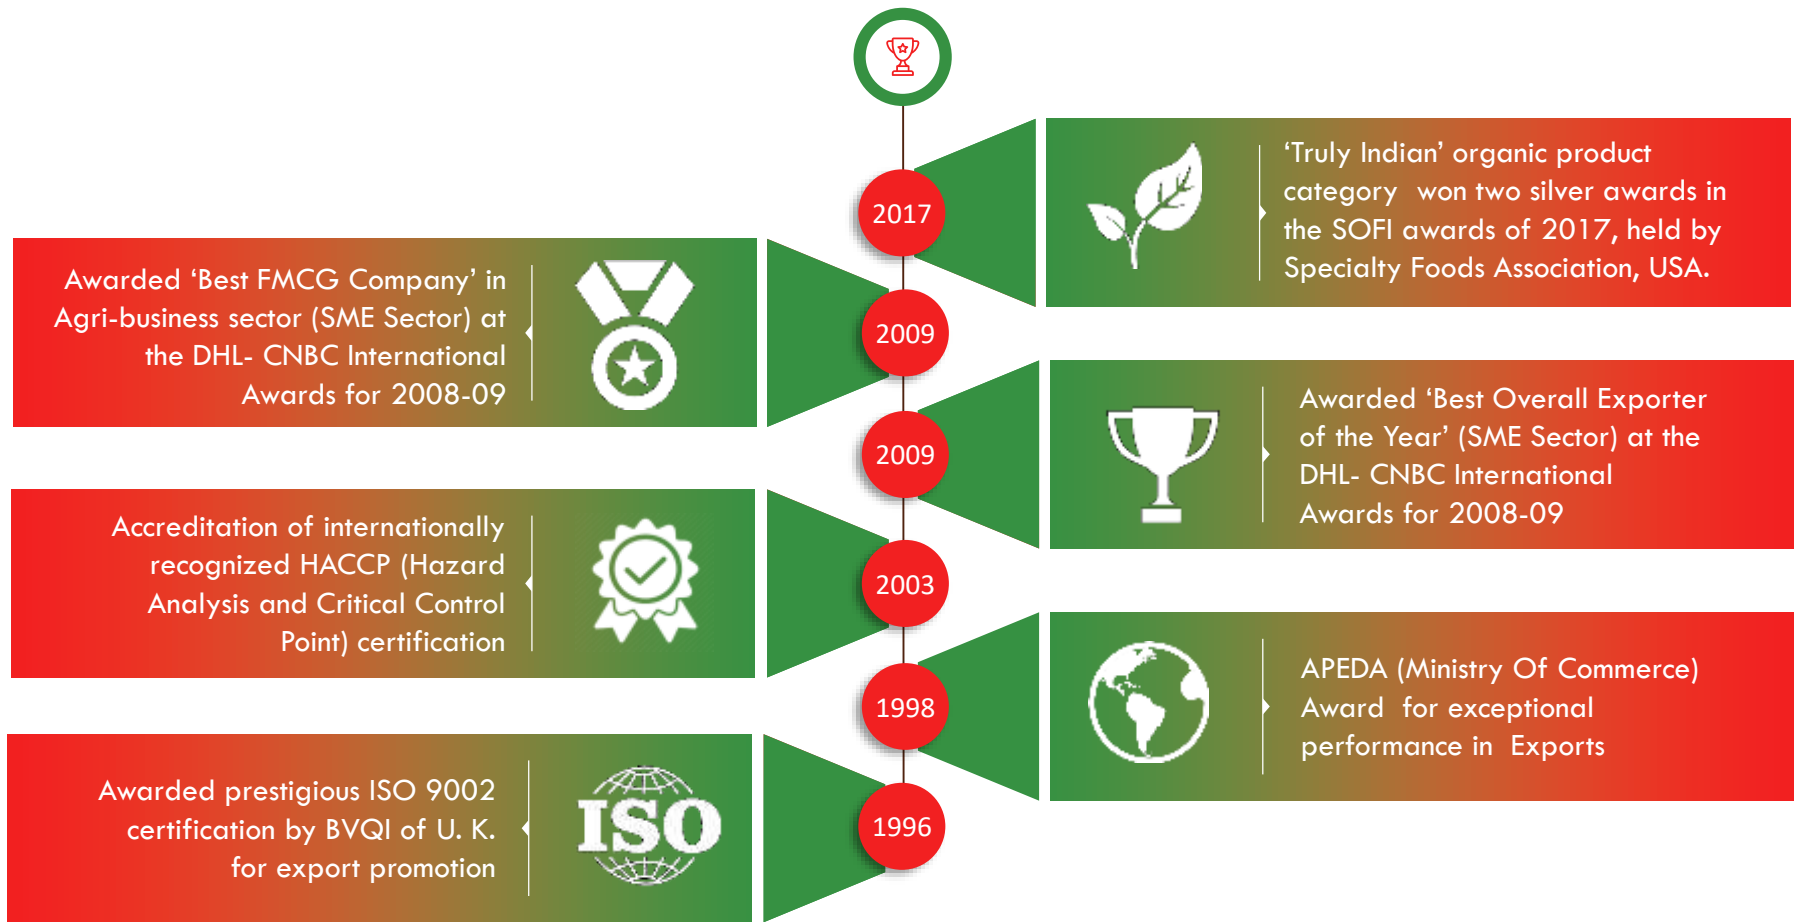 2017
‘Truly Indian’ organic product
category won two silver awards in
the SOFI awards of 2017, held by
Specialty Foods Association, USA.
Awarded ‘Best FMCG Company’ in
Agri-business sector (SME Sector) at
the DHL- CNBC International
Awards for 2008-09
2009
2009
Awarded ‘Best Overall Exporter
of the Year’ (SME Sector) at the
DHL- CNBC International
Awards for 2008-09
Accreditation of internationally
recognized HACCP (Hazard
Analysis and Critical Control
Point) certification
2003
1998
APEDA (Ministry Of Commerce)
Award for exceptional
performance in Exports
Awarded prestigious ISO 9002
certification by BVQI of U. K.
for export promotion
ISO
1996